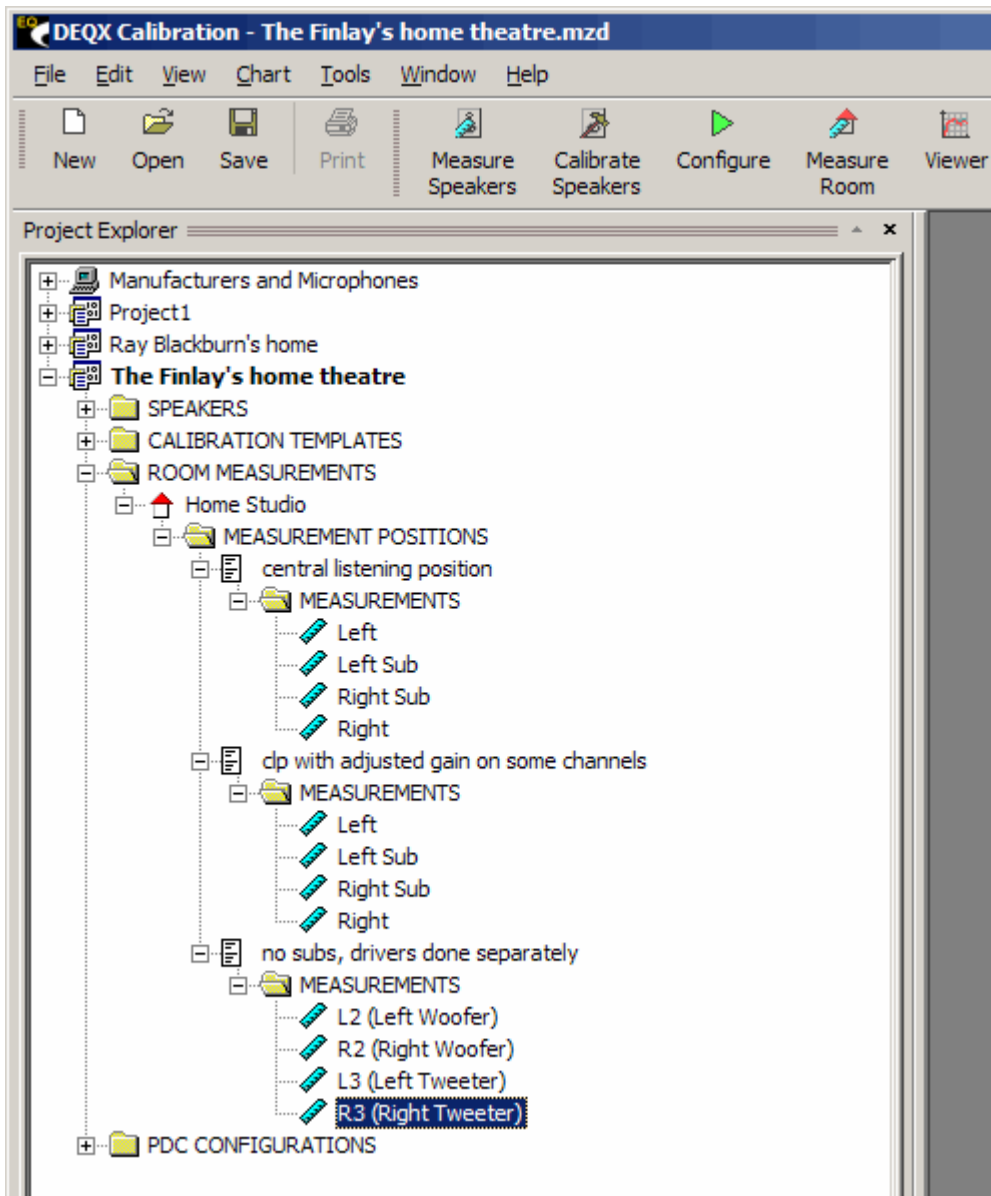 DEQX Calibration - The Finlay's home theatre.mzd
File Edit View Chart Tools Window Help
New Open Save Print Measure Speakers Calibrate Speakers Configure Measure Room Viewer
Project Explorer
Manufacturers and Microphones
Project1
Ray Blackburn's home
The Finlay's home theatre
SPEAKERS
CALIBRATION TEMPLATES
ROOM MEASUREMENTS
Home Studio
MEASUREMENT POSITIONS
central listening position
MEASUREMENTS
Left
Left Sub
Right Sub
Right
clp with adjusted gain on some channels
MEASUREMENTS
Left
Left Sub
Right Sub
Right
no subs, drivers done separately
MEASUREMENTS
L2 (Left Woofer)
R2 (Right Woofer)
L3 (Left Tweeter)
R3 (Right Tweeter)
PDC CONFIGURATIONS